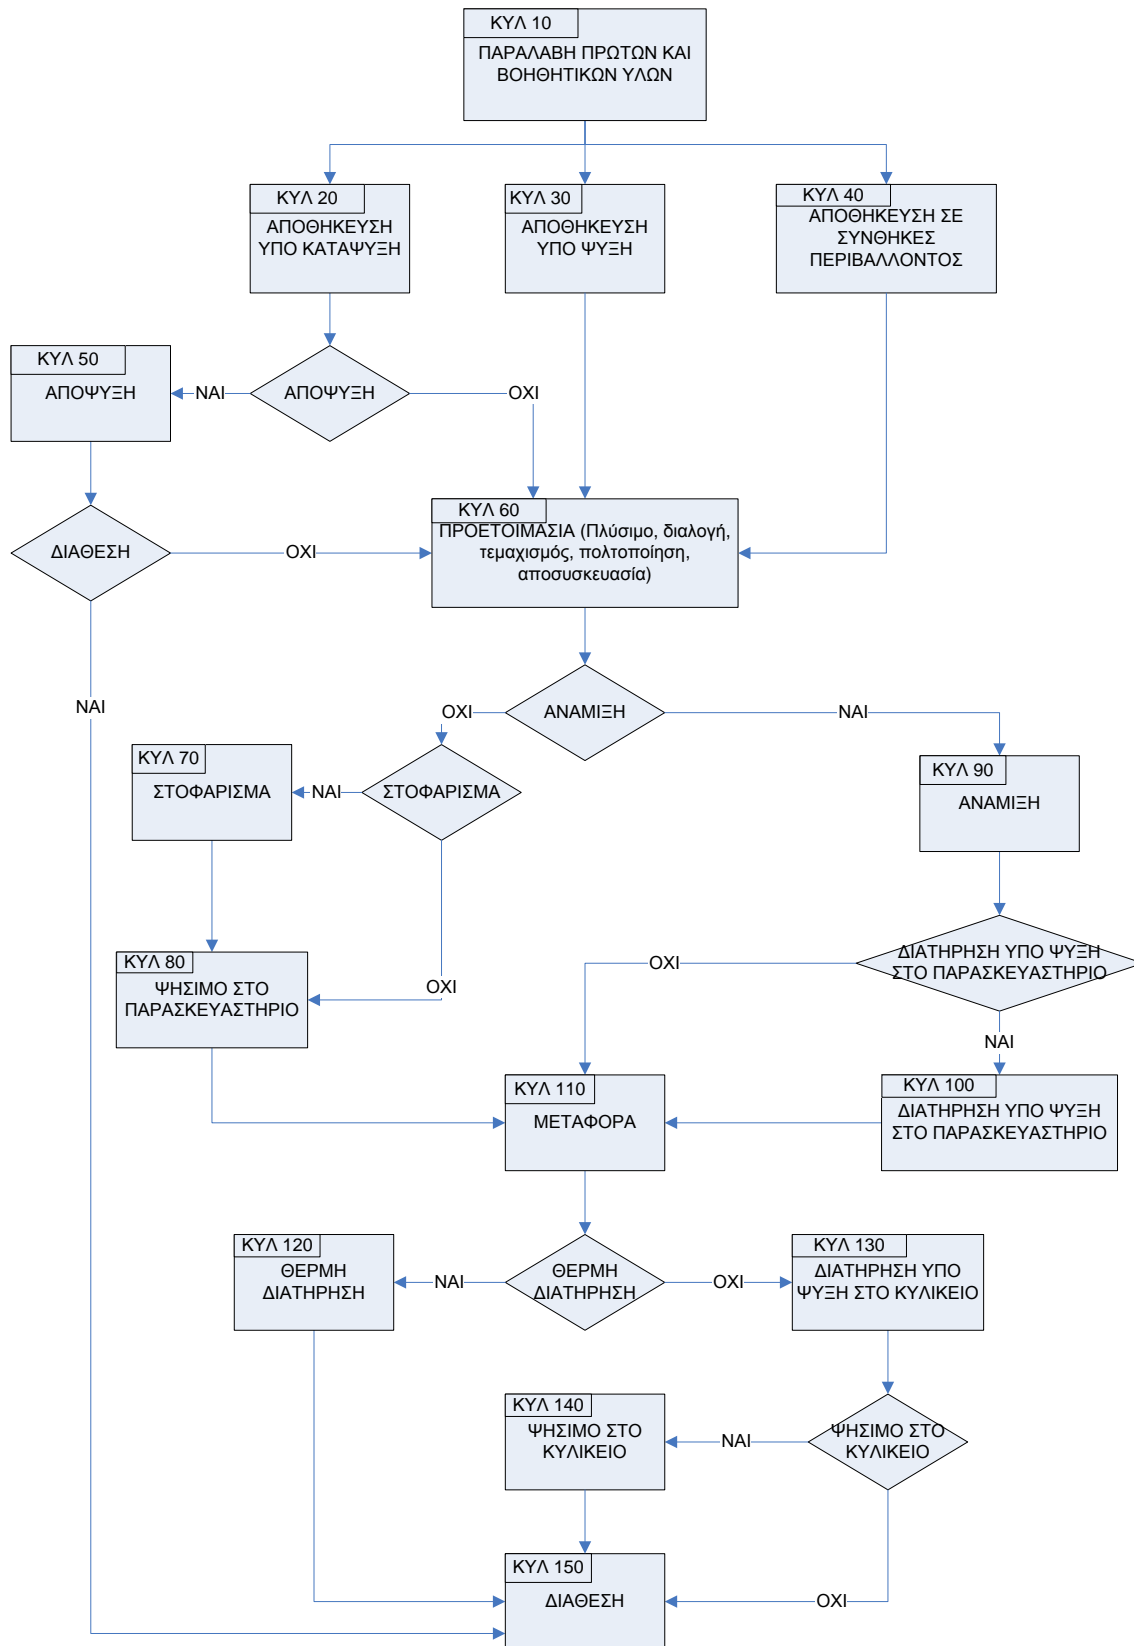 ΚΥΛ 10
ΠΑΡΑΛΑΒΗ ΠΡΩΤΩΝ ΚΑΙ
ΒΟΗΘΗΤΙΚΩΝ ΥΛΩΝ
ΚΥΛ 20
ΑΠΟΘΗΚΕΥΣΗ
ΥΠΟ ΚΑΤΑΨΥΞΗ
ΚΥΛ 30
ΑΠΟΘΗΚΕΥΣΗ
ΥΠΟ ΨΥΞΗ
ΚΥΛ 40
ΑΠΟΘΗΚΕΥΣΗ ΣΕ
ΣΥΝΘΗΚΕΣ
ΠΕΡΙΒΑΛΛΟΝΤΟΣ
ΚΥΛ 50
ΑΠΟΨΥΞΗ
ΝΑΙ
ΑΠΟΨΥΞΗ
ΟΧΙ
ΔΙΑΘΕΣΗ
ΟΧΙ
ΚΥΛ 60
ΠΡΟΕΤΟΙΜΑΣΙΑ (Πλύσιμο, διαλογή,
τεμαχισμός, πολτοποίηση,
αποσυσκευασία)
ΝΑΙ
ΟΧΙ
ΑΝΑΜΙΞΗ
ΝΑΙ
ΚΥΛ 70
ΣΤΟΦΑΡΙΣΜΑ
ΝΑΙ
ΣΤΟΦΑΡΙΣΜΑ
ΚΥΛ 90
ΑΝΑΜΙΞΗ
ΚΥΛ 80
ΨΗΣΙΜΟ ΣΤΟ
ΠΑΡΑΣΚΕΥΑΣΤΗΡΙΟ
ΟΧΙ
ΟΧΙ
ΔΙΑΤΗΡΗΣΗ ΥΠΟ ΨΥΞΗ
ΣΤΟ ΠΑΡΑΣΚΕΥΑΣΤΗΡΙΟ
ΝΑΙ
ΚΥΛ 110
ΜΕΤΑΦΟΡΑ
ΚΥΛ 100
ΔΙΑΤΗΡΗΣΗ ΥΠΟ ΨΥΞΗ
ΣΤΟ ΠΑΡΑΣΚΕΥΑΣΤΗΡΙΟ
ΚΥΛ 120
ΘΕΡΜΗ
ΔΙΑΤΗΡΗΣΗ
ΝΑΙ
ΘΕΡΜΗ
ΔΙΑΤΗΡΗΣΗ
ΟΧΙ
ΚΥΛ 130
ΔΙΑΤΗΡΗΣΗ ΥΠΟ
ΨΥΞΗ ΣΤΟ ΚΥΛΙΚΕΙΟ
ΚΥΛ 140
ΨΗΣΙΜΟ ΣΤΟ
ΚΥΛΙΚΕΙΟ
ΝΑΙ
ΨΗΣΙΜΟ ΣΤΟ
ΚΥΛΙΚΕΙΟ
ΚΥΛ 150
ΔΙΑΘΕΣΗ
ΟΧΙ